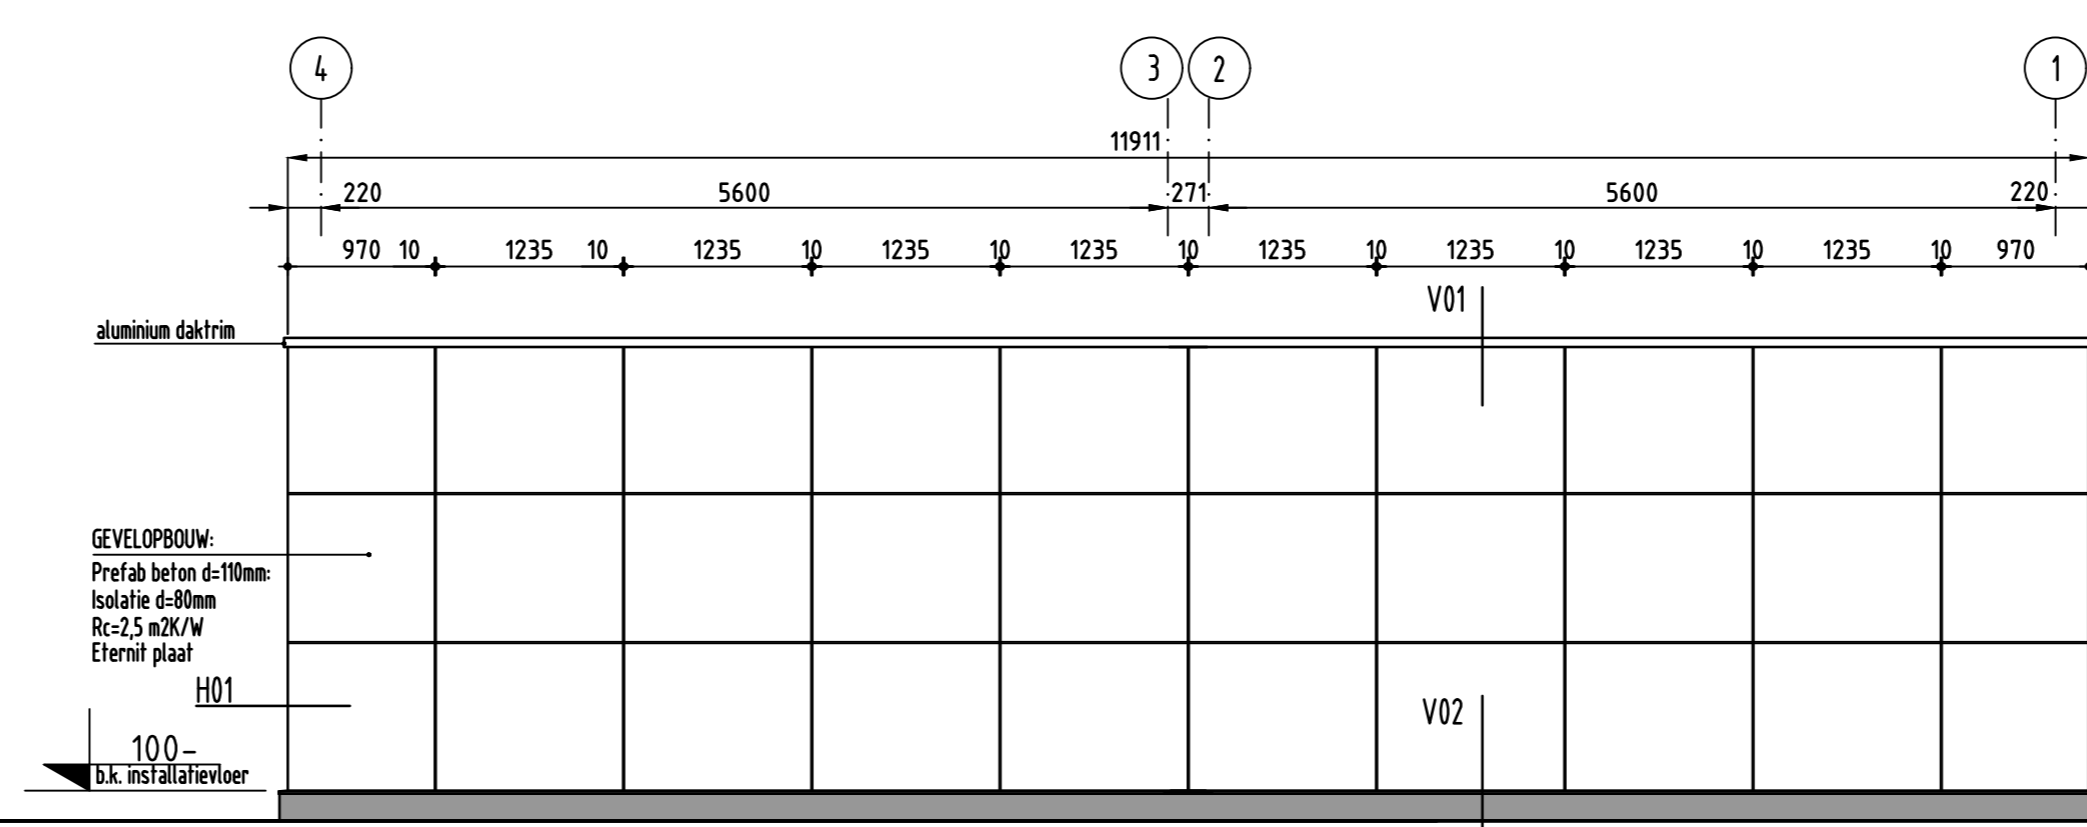 4 3 2 1
11911
220 5600 271 5600 220
970 10 1235 10 1235 10 1235 10 1235 10 1235 10 1235 10 1235 10 1235 10 970
V01
aluminium daktrim
GEVELOPBOUW:
Prefab beton d=110mm:
Isolatie d=80mm
Rc=2,5 m2K/W
Eternit plaat
H01
V02
100-
b.k. installatievloer